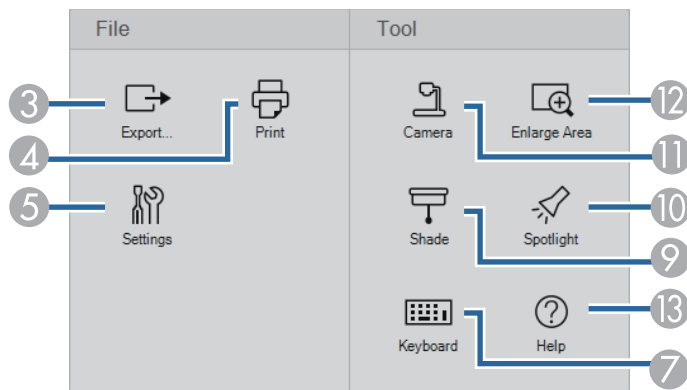 File Tool
3 Export... 4 Print Camera 11 Enlarge Area 12
5 Settings Shade 9 Spotlight 10
Keyboard 7 Help 13